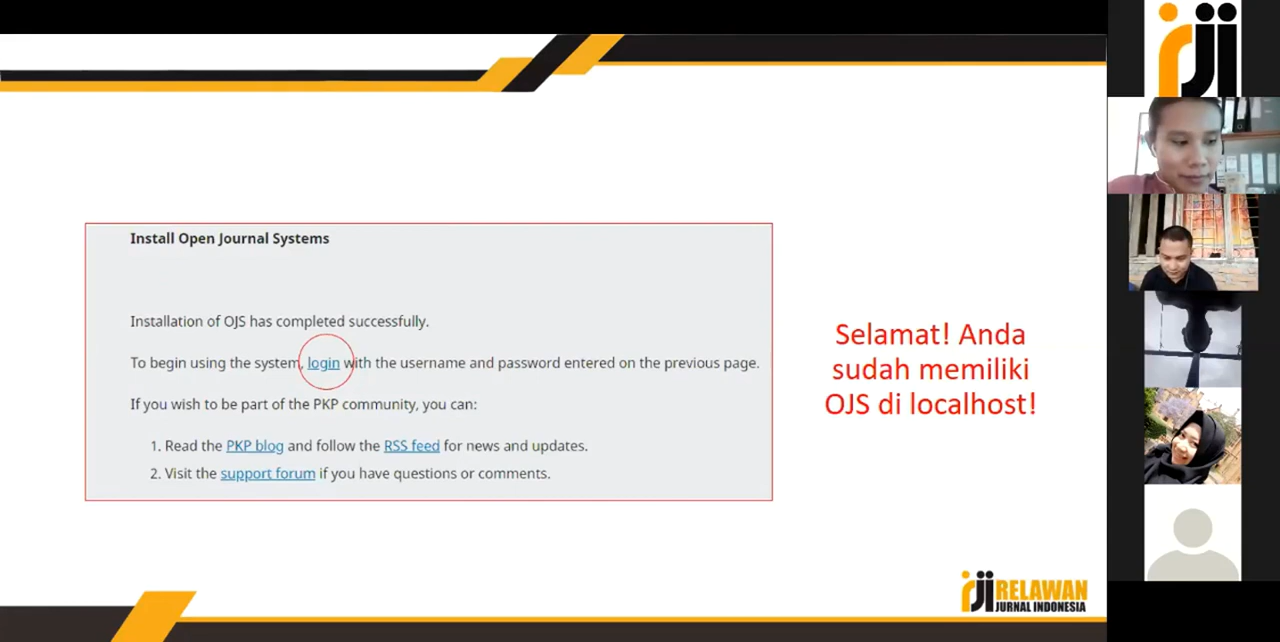 Install Open Journal Systems
Installation of OJS has completed successfully.
To begin using the system, login with the username and password entered on the previous page.
If you wish to be part of the PKP community, you can:
1. Read the PKP blog and follow the RSS feed for news and updates.
2. Visit the support forum if you have questions or comments.
Selamat! Anda
sudah memiliki
OJS di localhost!
rji RELAWAN
JURNAL INDONESIA
rji